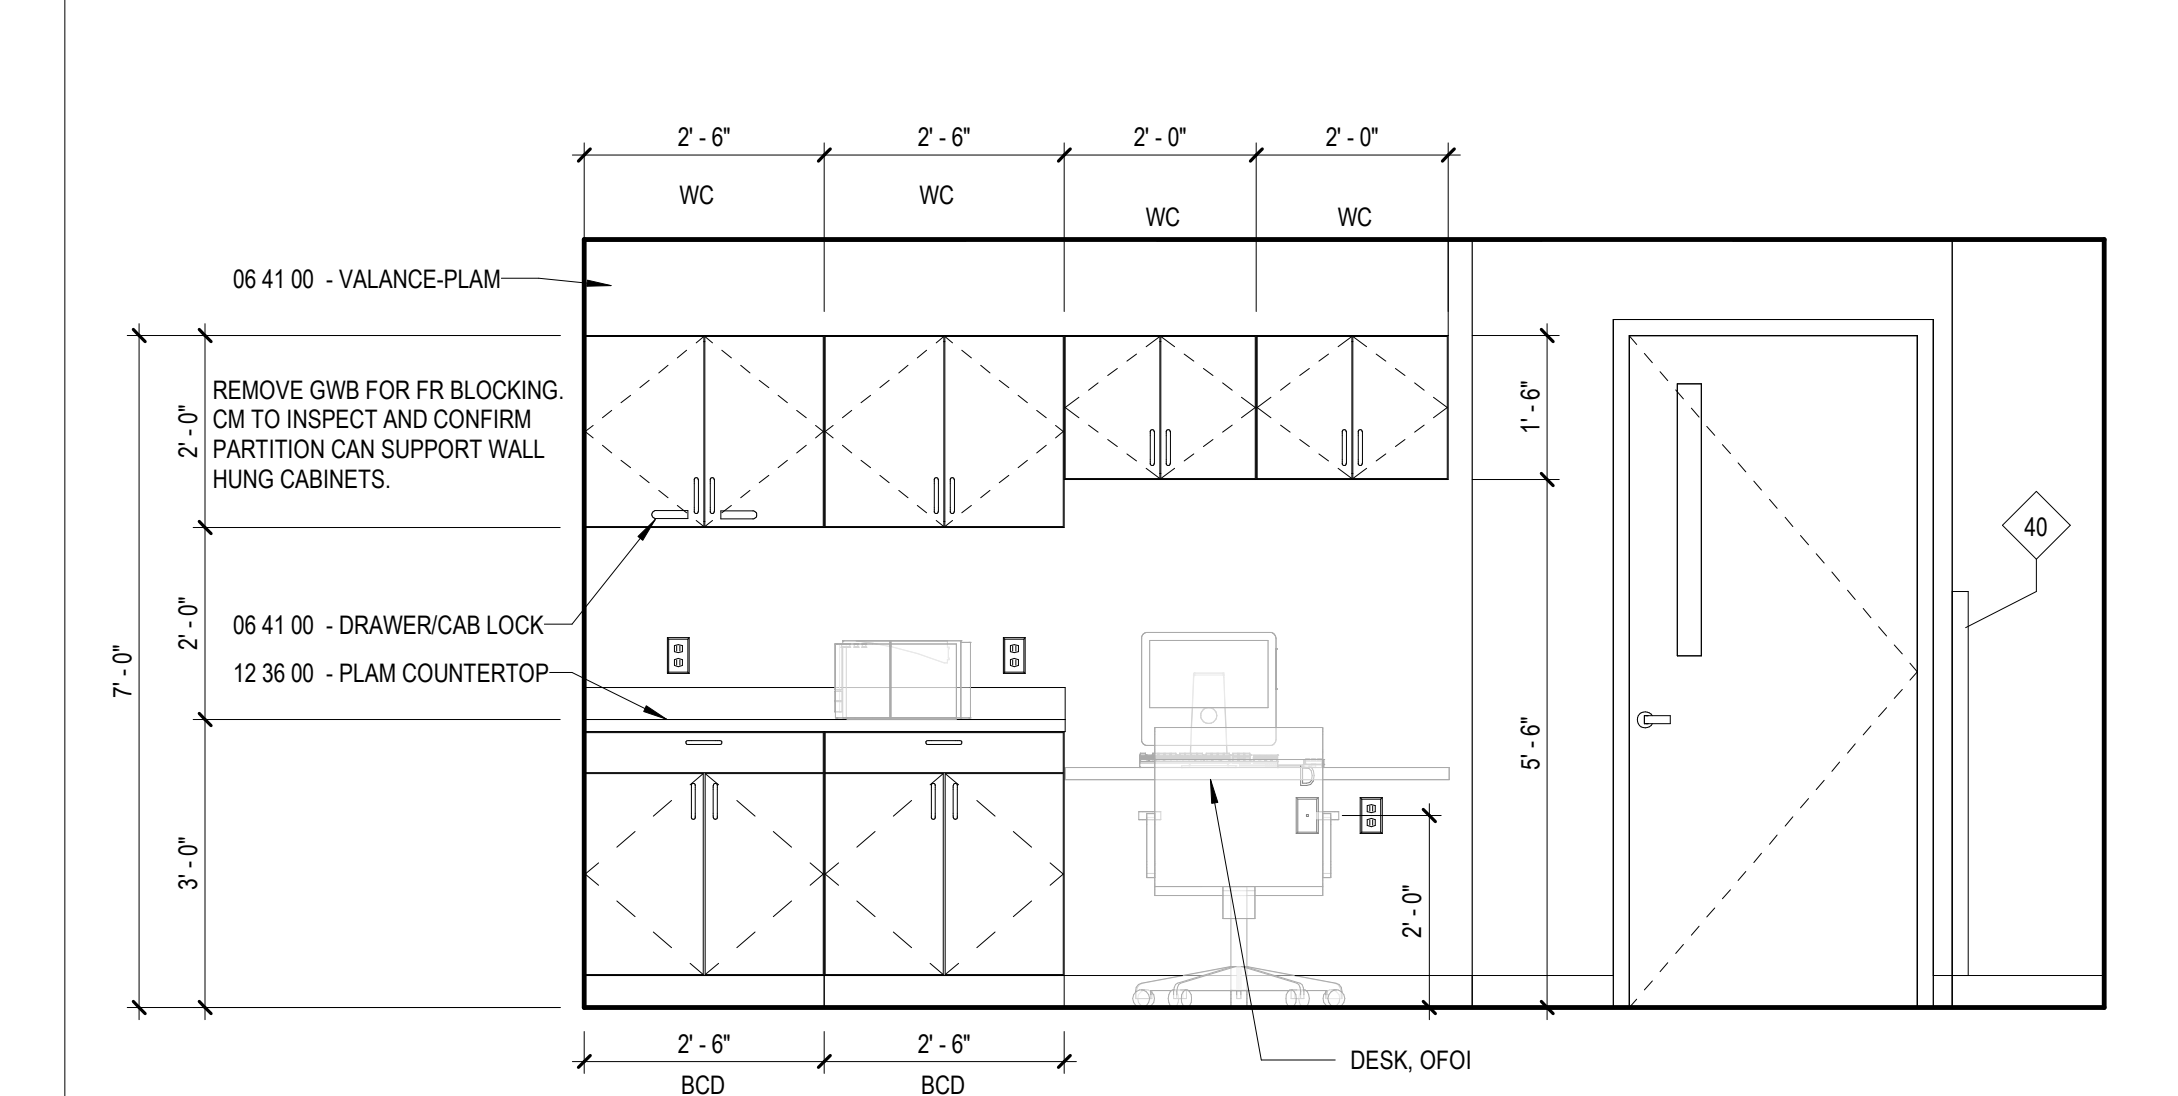 2' - 6"
2' - 6"
2' - 0"
2' - 0"
WC
WC
WC
WC
06 41 00 - VALANCE-PLAM
REMOVE GWB FOR FR BLOCKING.
CM TO INSPECT AND CONFIRM
PARTITION CAN SUPPORT WALL
HUNG CABINETS.
2' - 0"
1' - 6"
40
06 41 00 - DRAWER/CAB LOCK
2' - 0"
12 36 00 - PLAM COUNTERTOP
7' - 0"
5' - 6"
3' - 0"
2' - 0"
2' - 6"
2' - 6"
DESK, OFOI
BCD
BCD